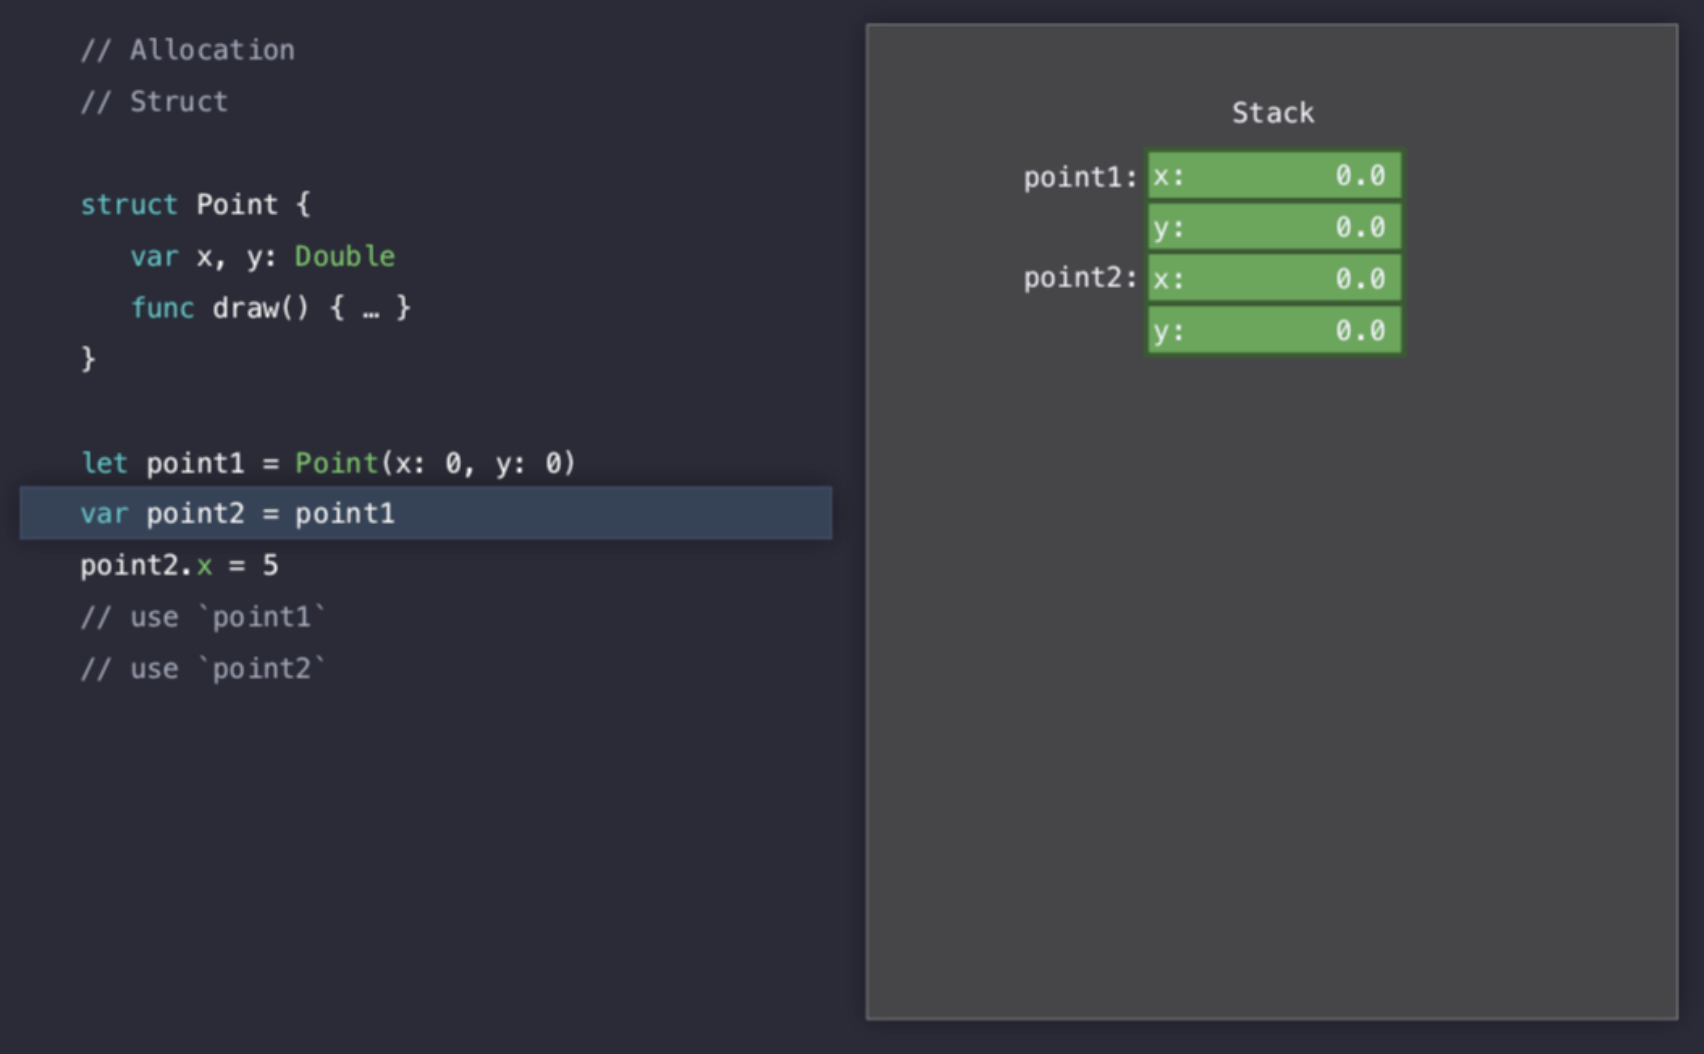 // Allocation
// Struct
struct Point {
var x, y: Double
func draw() { … }
}
let point1 = Point(x: 0, y: 0)
var point2 = point1
point2.x = 5
// use `point1`
// use `point2`
Stack
point1: x: 0.0
y: 0.0
point2: x: 0.0
y: 0.0